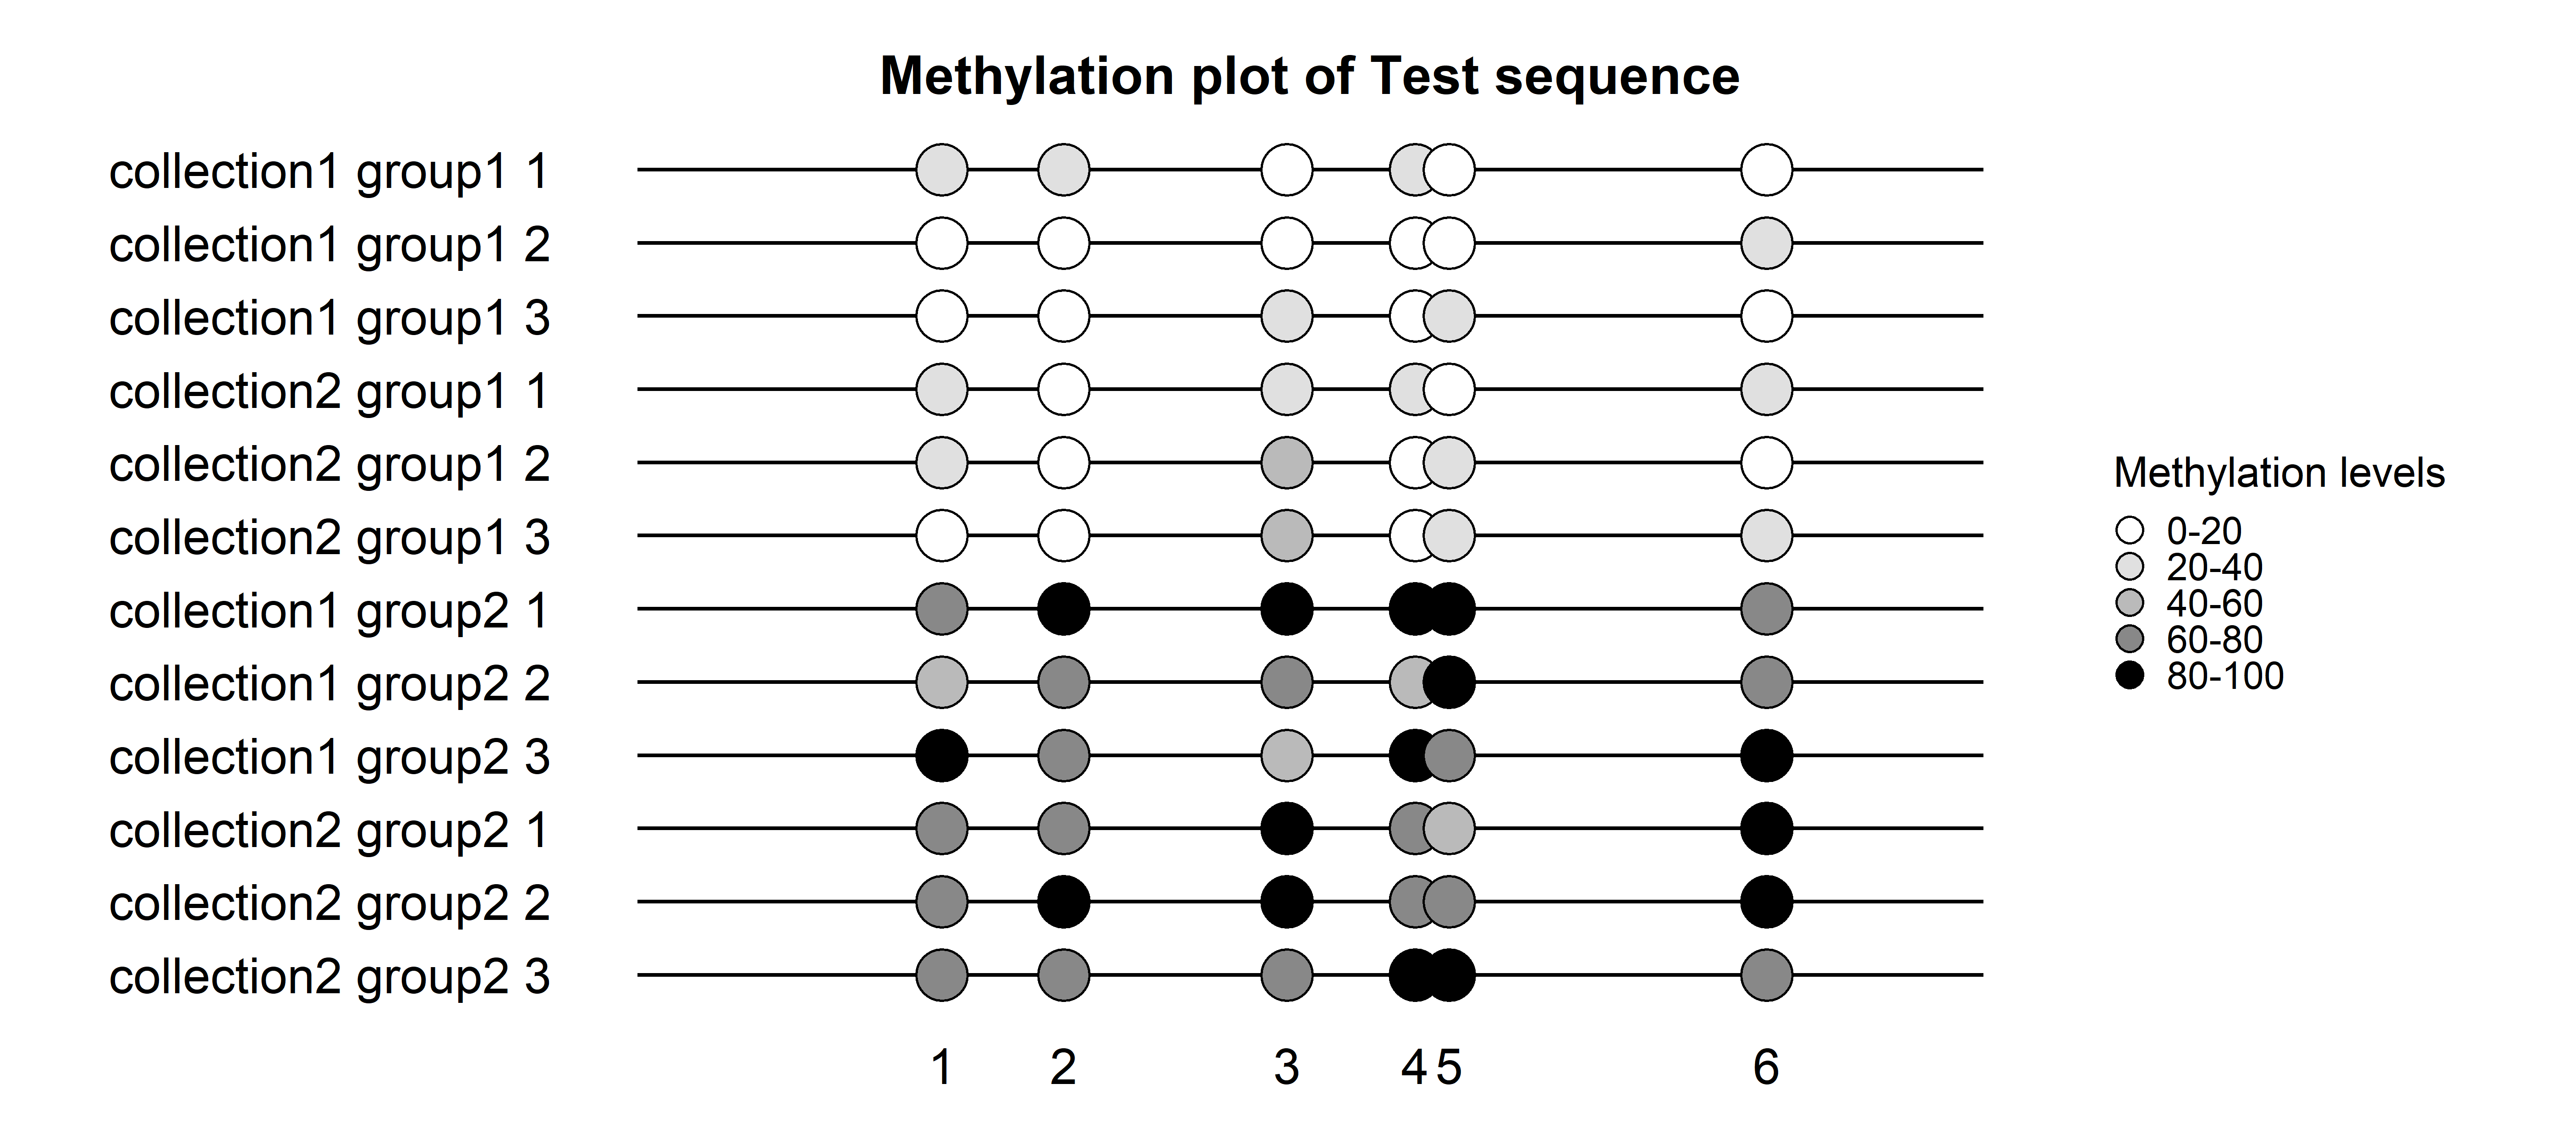 Methylation plot of Test sequence
collection1 group1 1
collection1 group1 2
collection1 group1 3
collection2 group1 1
collection2 group1 2
collection2 group1 3
collection1 group2 1
collection1 group2 2
collection1 group2 3
collection2 group2 1
collection2 group2 2
collection2 group2 3
1 2 3 4 5 6
Methylation levels
0-20
20-40
40-60
60-80
80-100